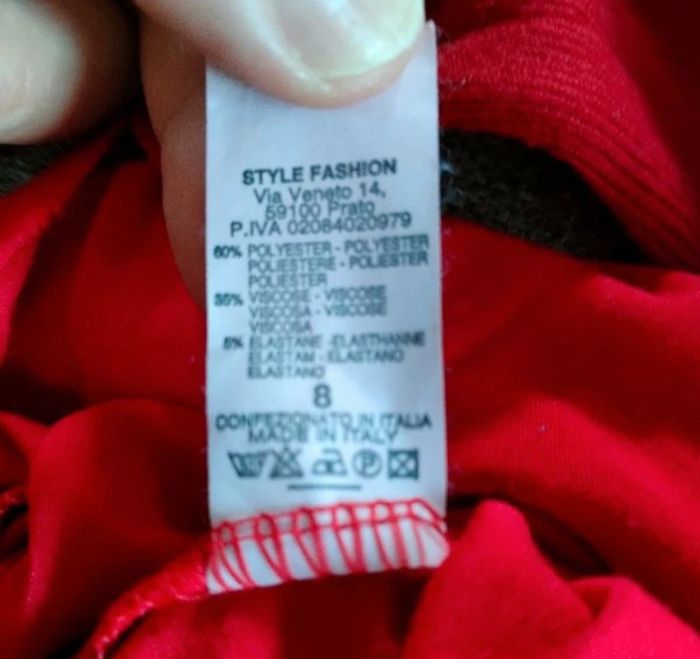 STYLE FASHION
Via Veneto 14,
59100 Prato
P.IVA 02084020979
60% POLYESTER - POLYESTER
POLIESTERE - POLIESTER
POLIESTER
35% VISCOSE - VISCOSE
VISCOSA - VISCOSE
VISCOSA
5% ELASTANE - ELASTHANNE
ELASTAM - ELASTANO
ELASTANO
8
CONFEZIONATO IN ITALIA
MADE IN ITALY